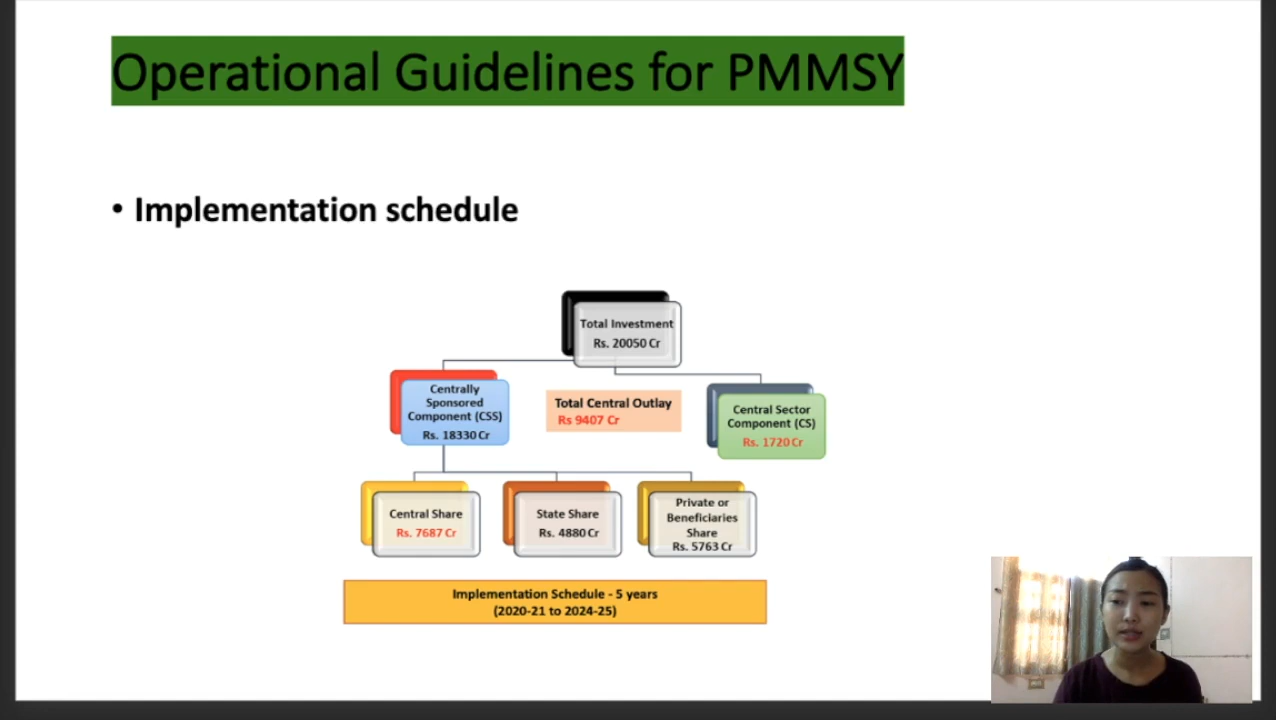 Operational Guidelines for PMMSY
• Implementation schedule
Total Investment
Rs. 20050 Cr
Centrally
Sponsored
Component (CSS)
Rs. 18330 Cr
Total Central Outlay
Rs 9407 Cr
Central Sector
Component (CS)
Rs. 1720 Cr
Central Share
Rs. 7687 Cr
State Share
Rs. 4880 Cr
Private or
Beneficiaries
Share
Rs. 5763 Cr
Implementation Schedule - 5 years
(2020-21 to 2024-25)